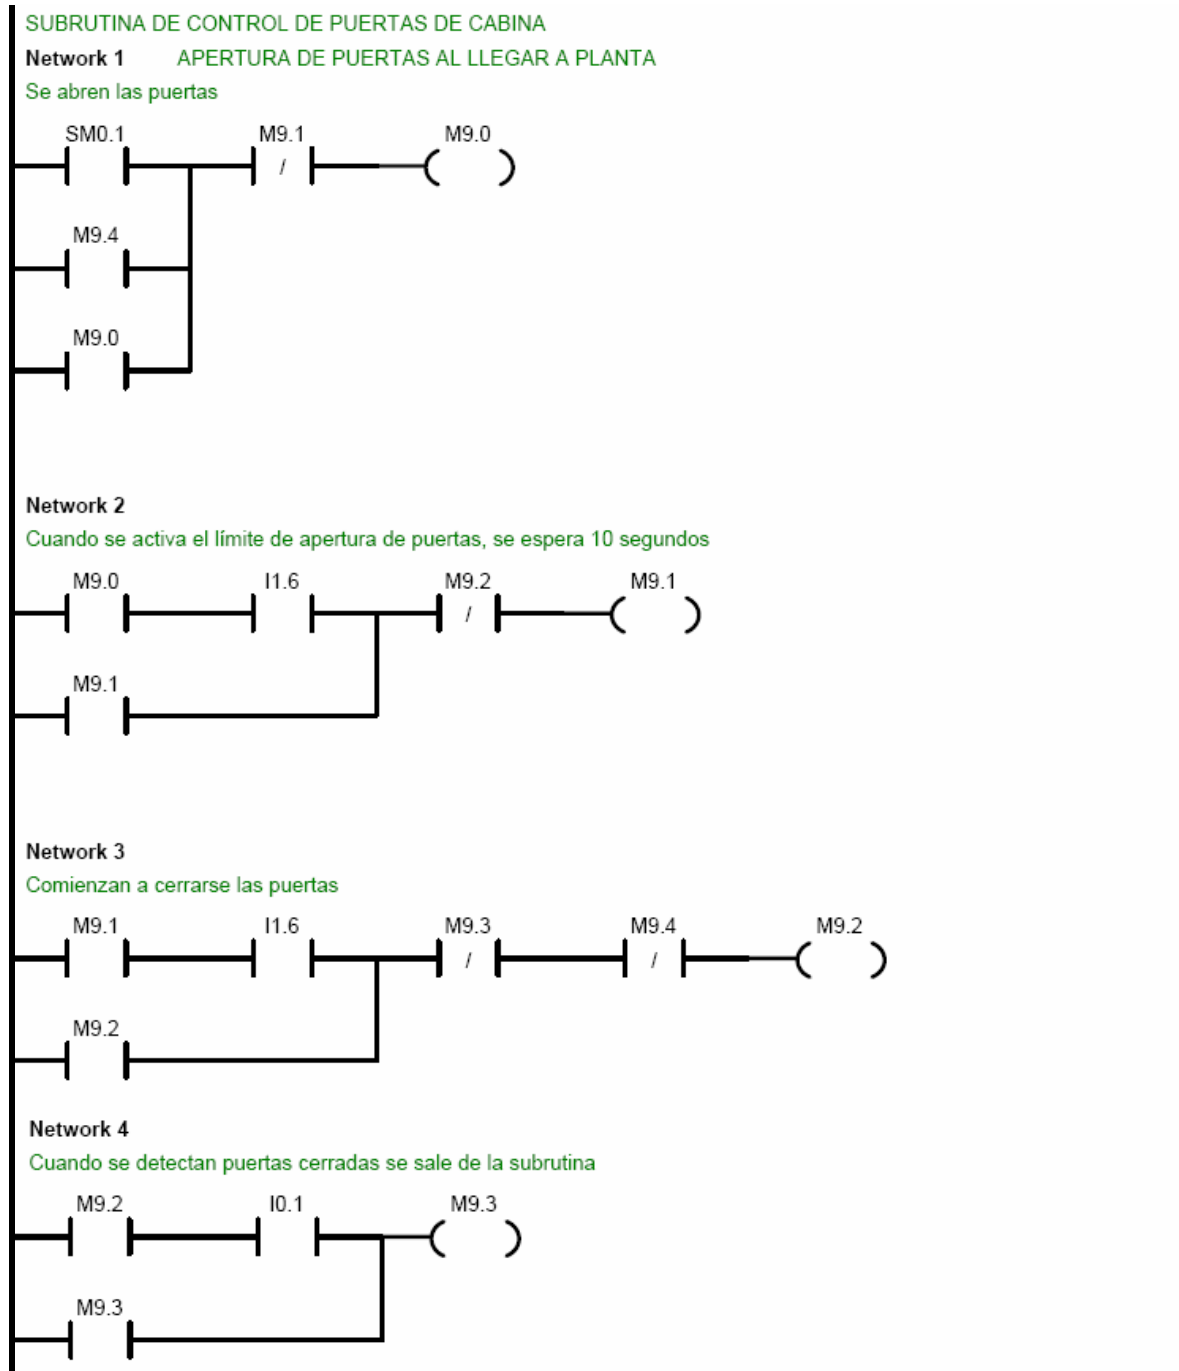 SUBRUTINA DE CONTROL DE PUERTAS DE CABINA
Network 1 APERTURA DE PUERTAS AL LLEGAR A PLANTA
Se abren las puertas
SM0.1 M9.1 M9.0
/
M9.4
M9.0
Network 2
Cuando se activa el límite de apertura de puertas, se espera 10 segundos
M9.0 I1.6 M9.2 M9.1
/
M9.1
Network 3
Comienzan a cerrarse las puertas
M9.1 I1.6 M9.3 M9.4 M9.2
/ /
M9.2
Network 4
Cuando se detectan puertas cerradas se sale de la subrutina
M9.2 I0.1 M9.3
M9.3